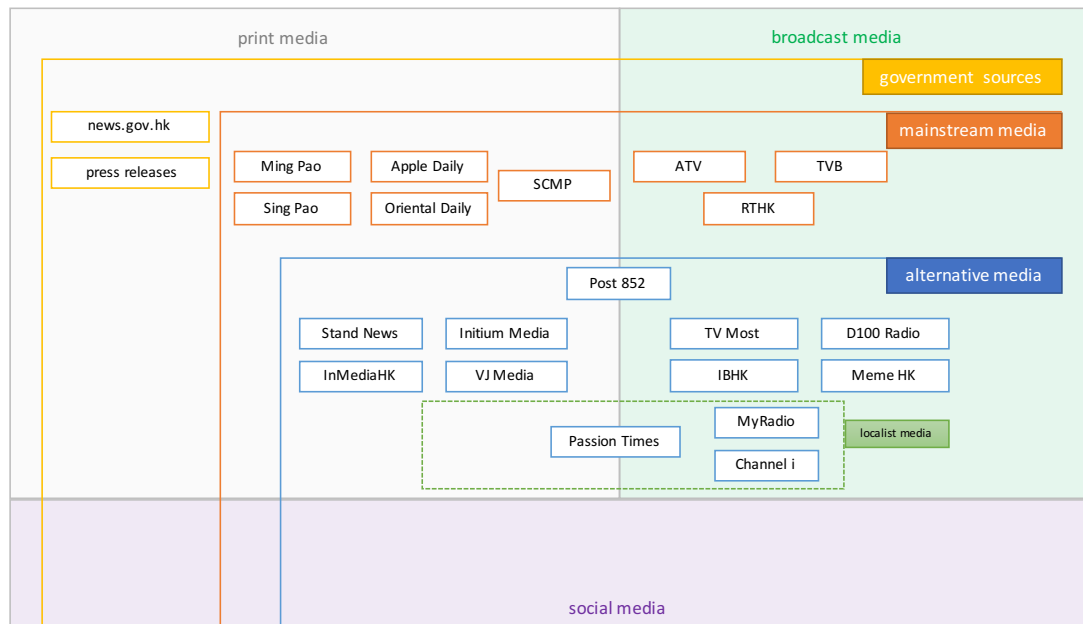 print media
broadcast media
government sources
news.gov.hk
mainstream media
press releases
Ming Pao
Apple Daily
SCMP
ATV
TVB
Sing Pao
Oriental Daily
RTHK
alternative media
Post 852
Stand News
Initium Media
TV Most
D100 Radio
InMediaHK
VJ Media
IBHK
Meme HK
MyRadio
Passion Times
localist media
Channel i
social media